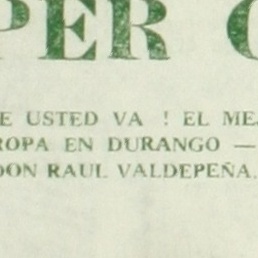 PER
E USTED VA ! EL ME
ROPA EN DURANGO —
DON RAUL VALDEPEÑA.